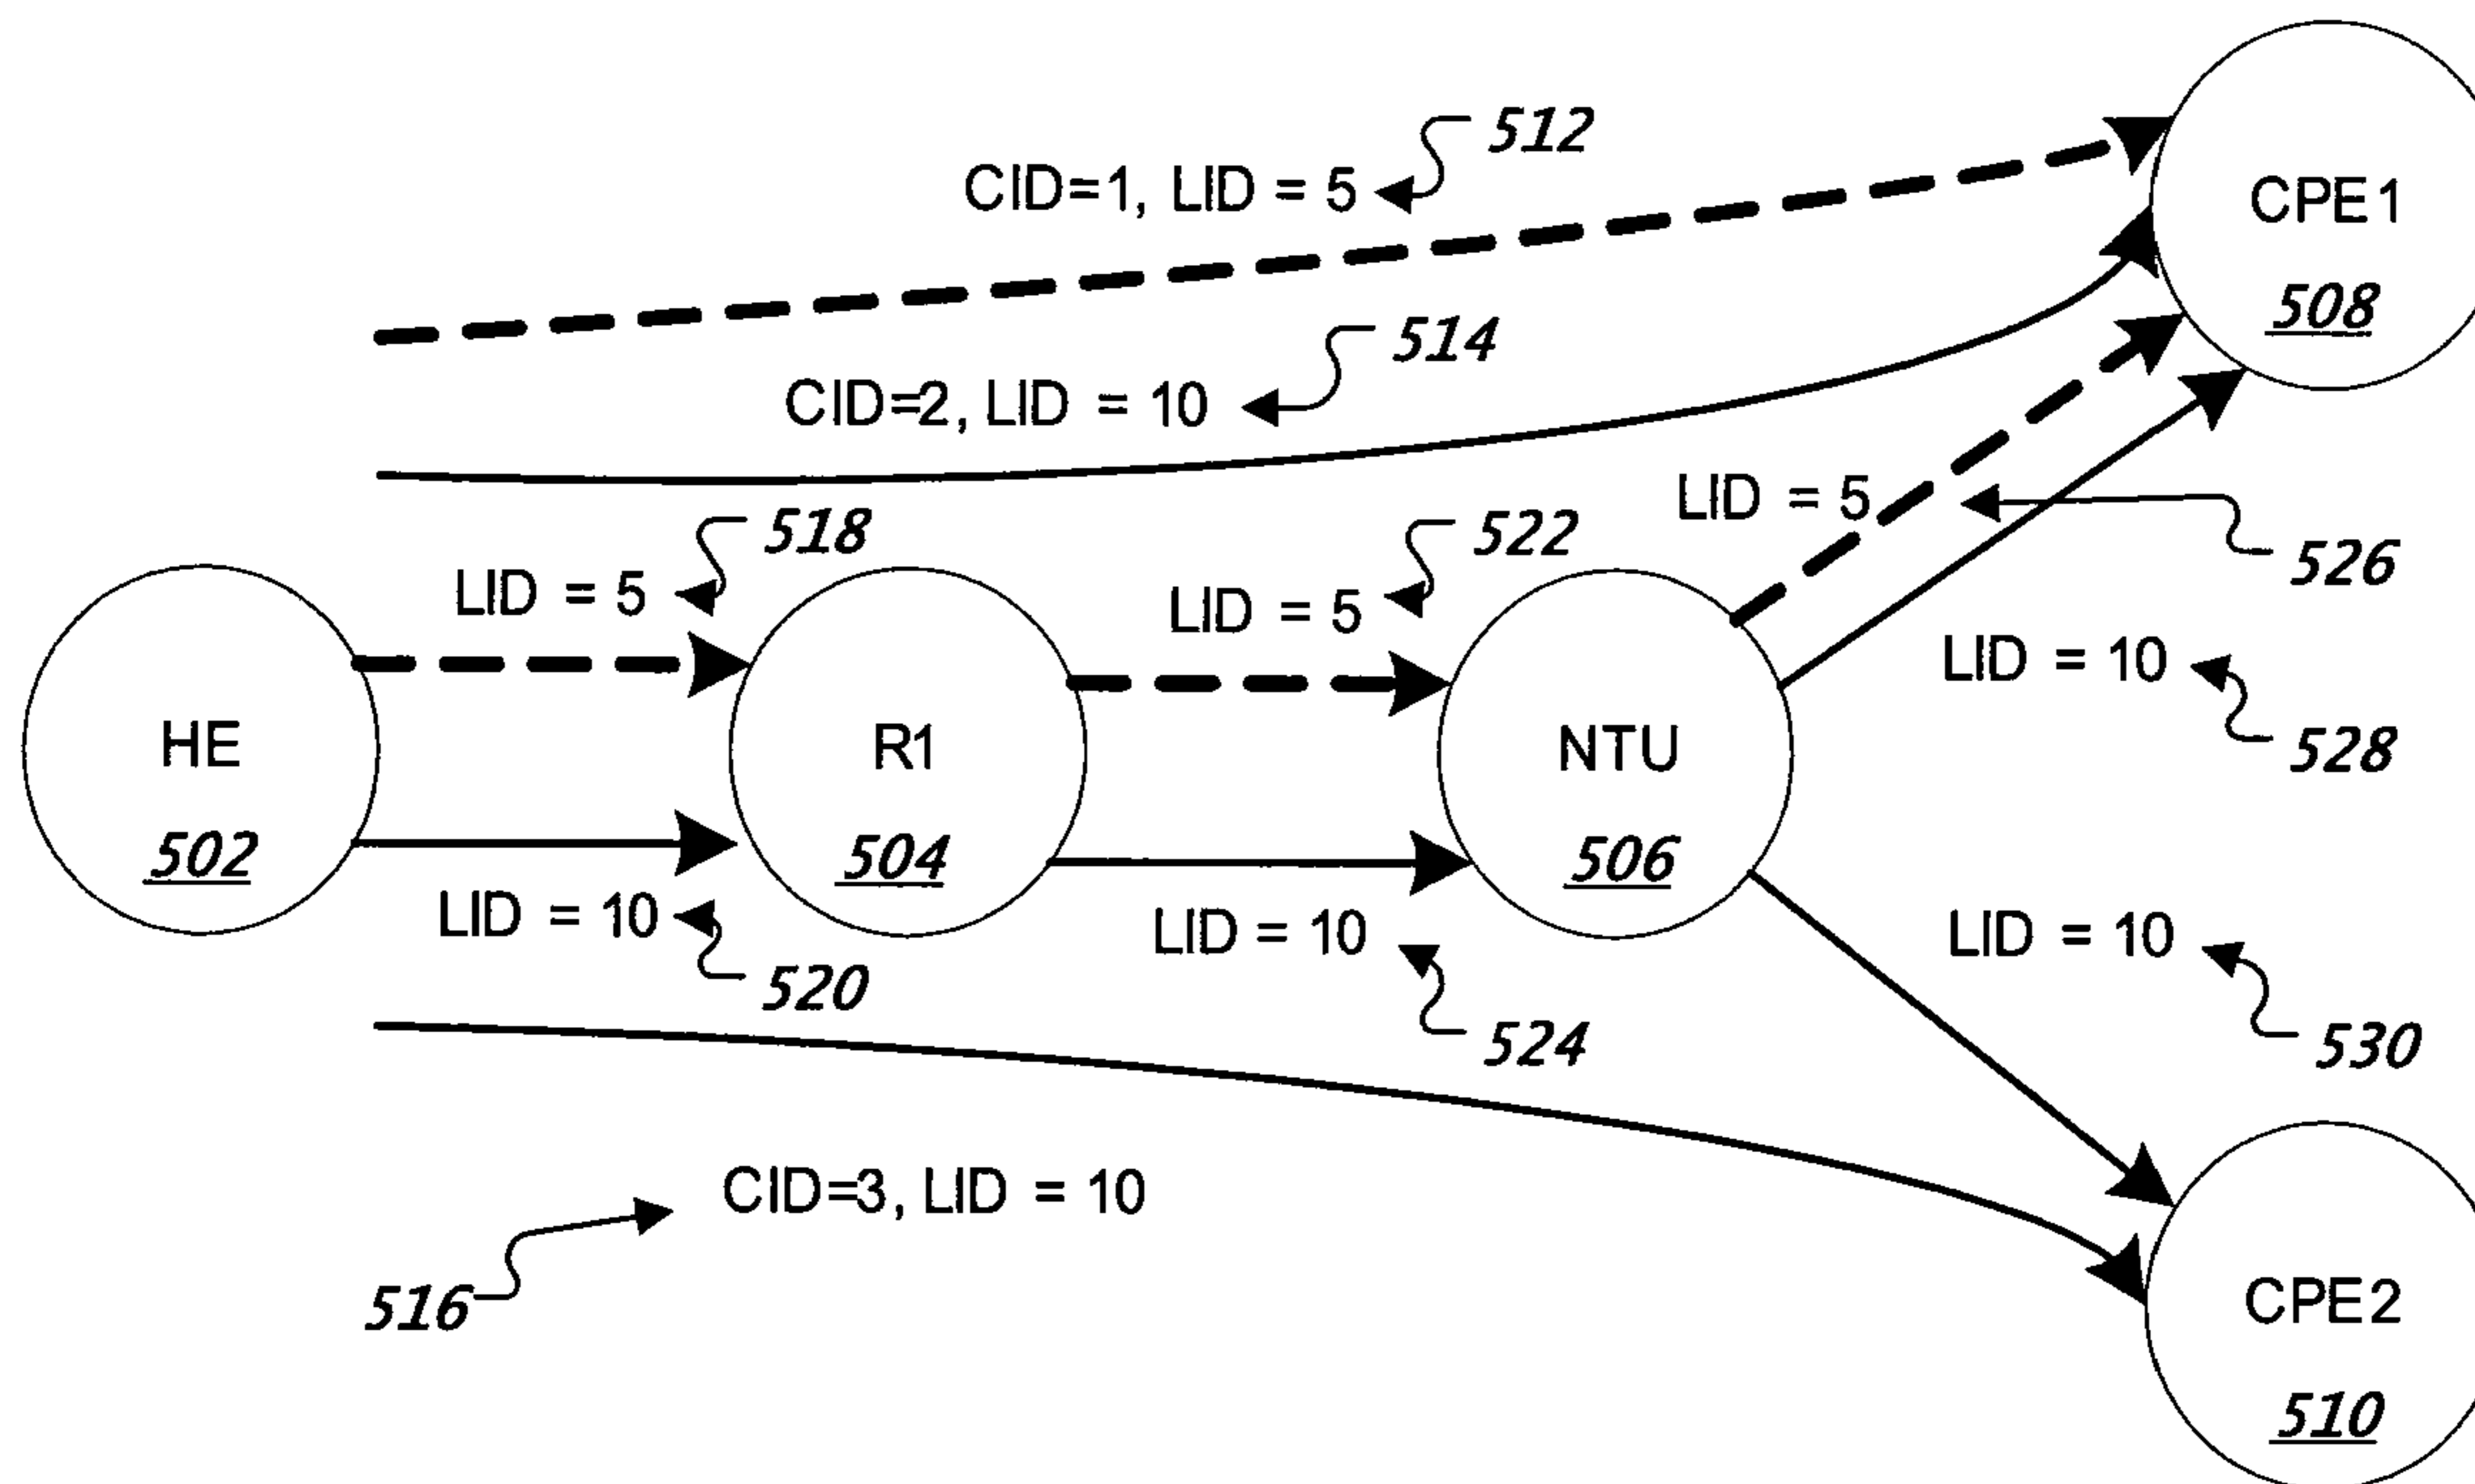 512
CID=1, LID = 5
CPE1
508
514
CID=2, LID = 10
LID = 5
518
522
526
LID = 5
LID = 5
LID = 10
528
HE
502
R1
504
NTU
506
LID = 10
520
LID = 10
524
LID = 10
530
CID=3, LID = 10
516
CPE2
510